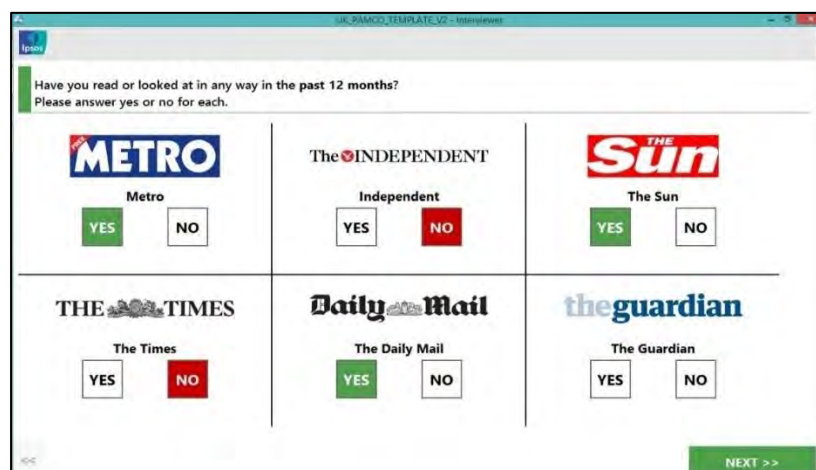 UK_PAMCO_TEMPLATE_V2 - Interviewer
Ipsos
Have you read or looked at in any way in the past 12 months?
Please answer yes or no for each.
FREE
METRO
The INDEPENDENT
THE
Sun
Metro
Independent
The Sun
YES NO
YES NO
YES NO
THE TIMES
Daily Mail
theguardian
The Times
The Daily Mail
The Guardian
YES NO
YES NO
YES NO
<<
NEXT >>